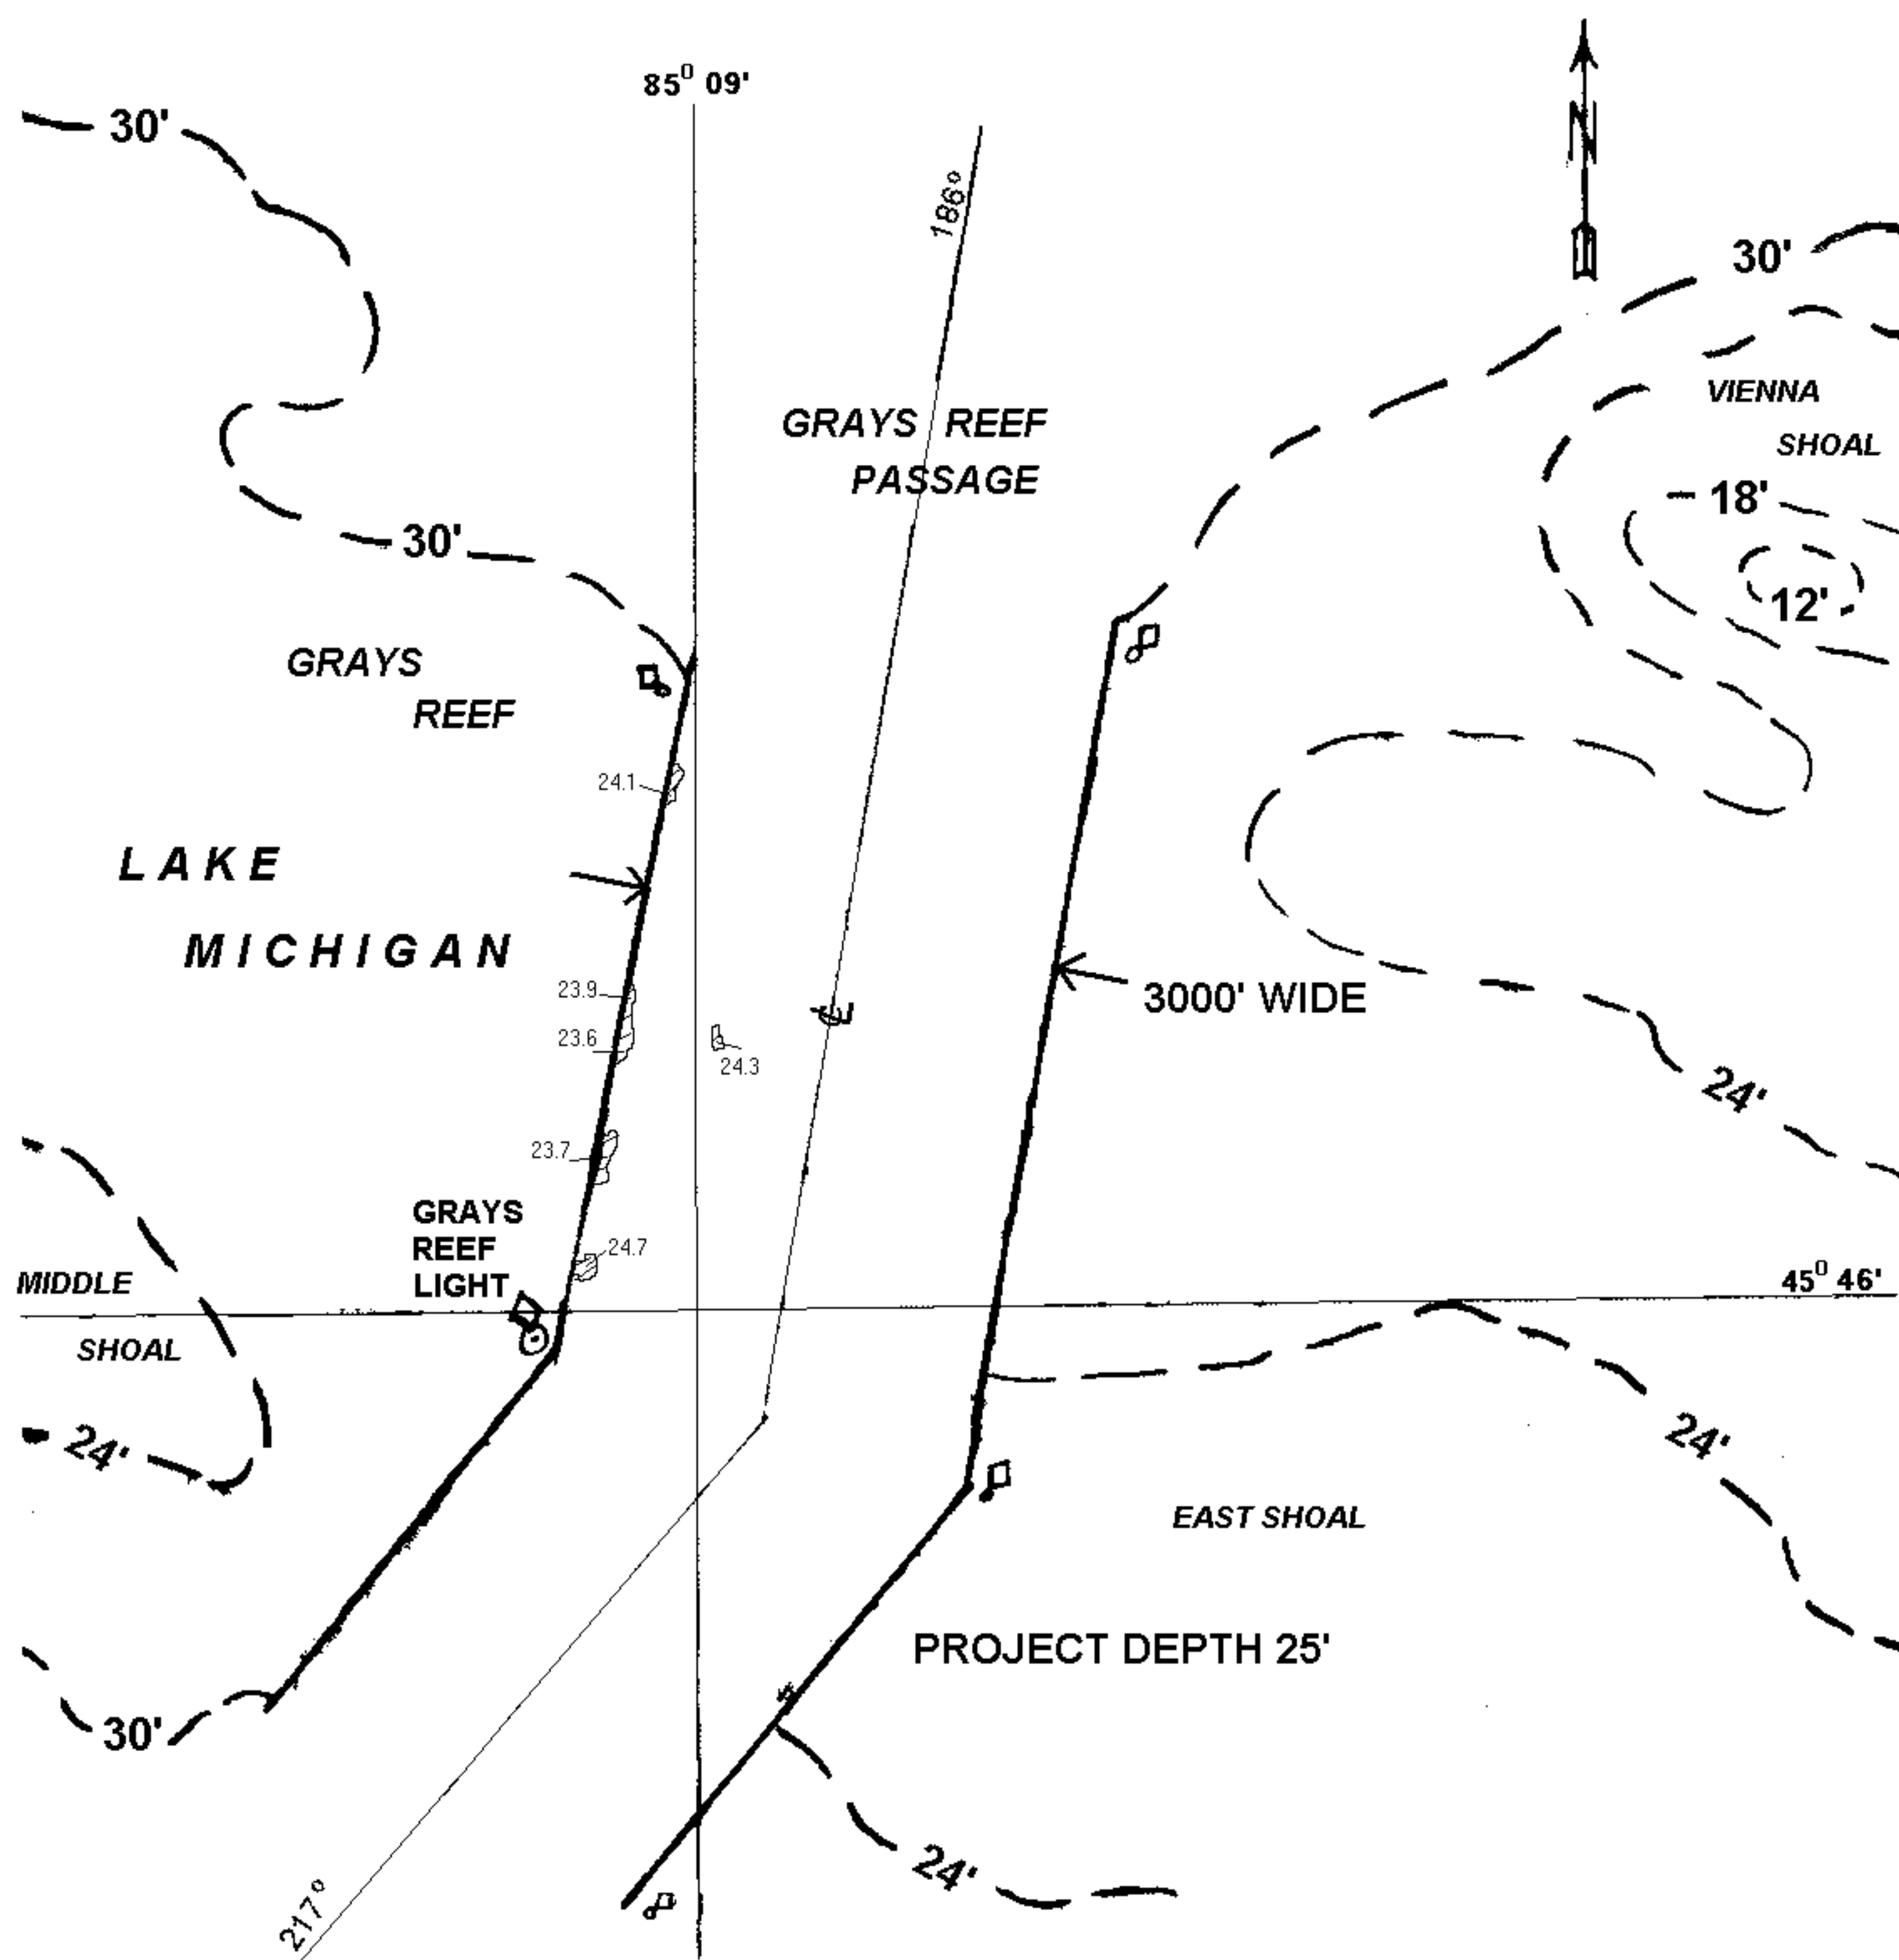 85° 09'
N
30'
186°
30'
VIENNA
SHOAL
GRAYS REEF
PASSAGE
18'
30'
12'
GRAYS
REEF
24.1
LAKE
MICHIGAN
23.9
3000' WIDE
23.6
24.3
24'
23.7
GRAYS
REEF
LIGHT
24.7
MIDDLE
SHOAL
45° 46'
24'
24'
EAST SHOAL
PROJECT DEPTH 25'
30'
24'
217°